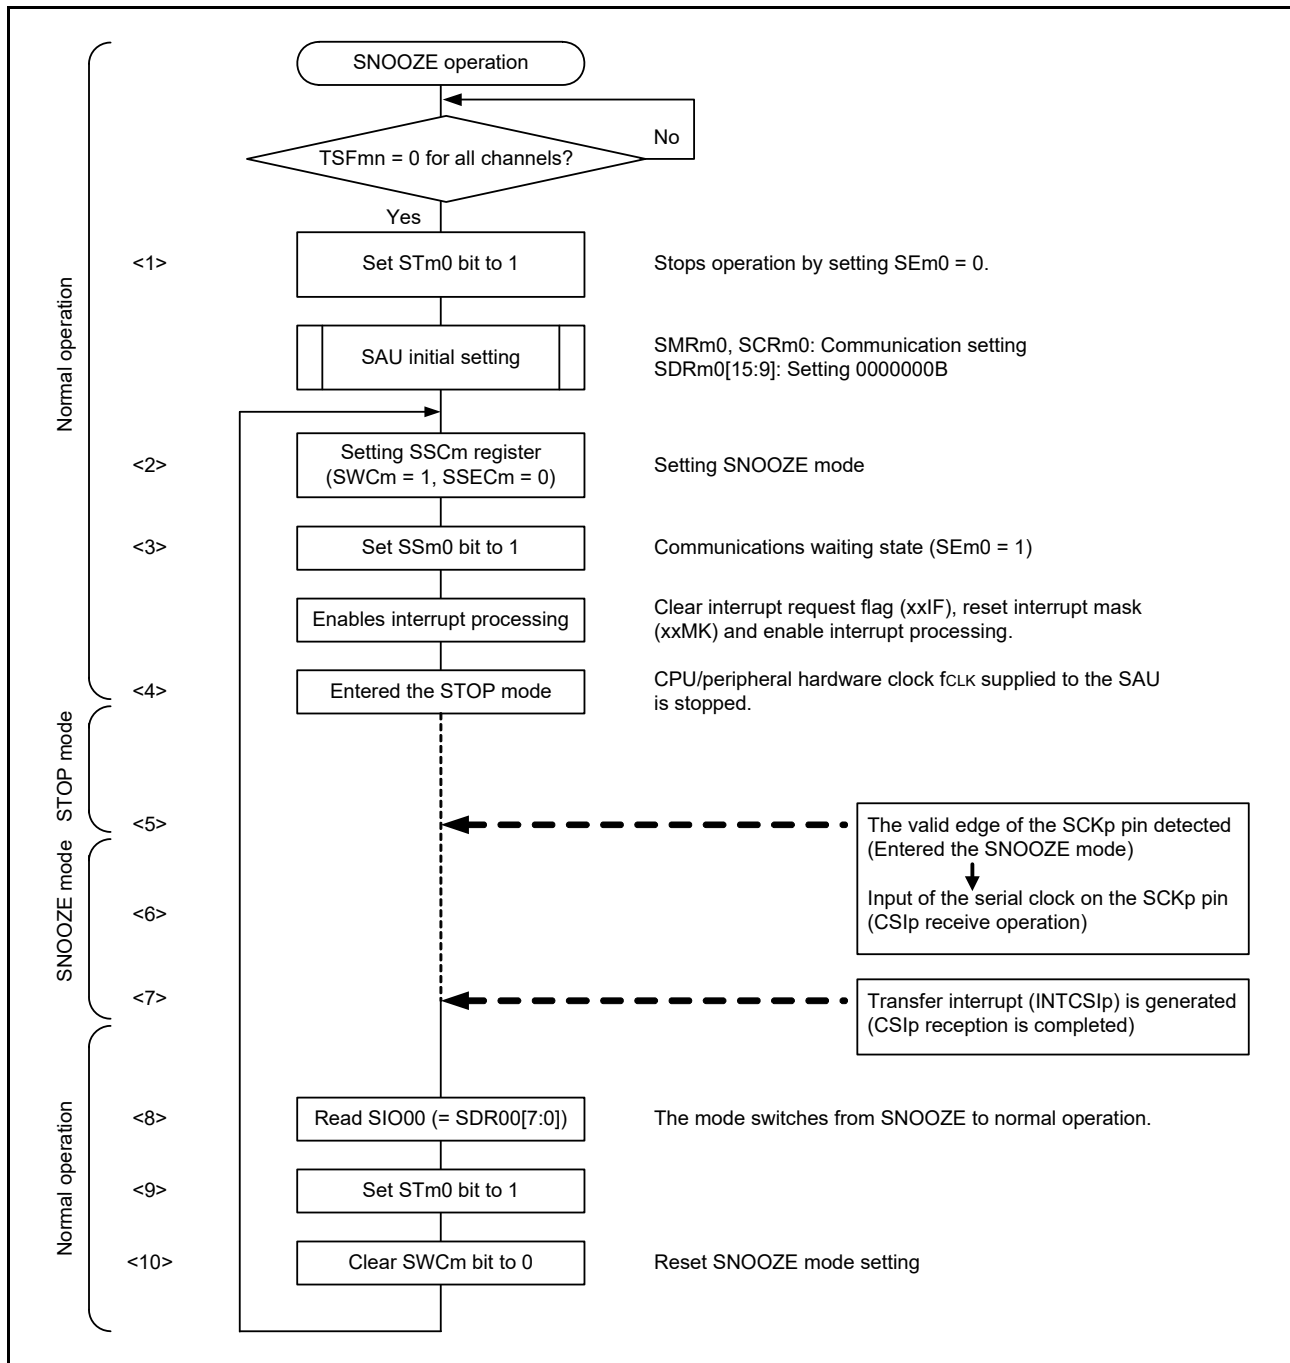 SNOOZE operation
No
TSFmn = 0 for all channels?
Yes
<1>
Set STm0 bit to 1
Stops operation by setting SEm0 = 0.
SAU initial setting
SMRm0, SCRm0: Communication setting
SDRm0[15:9]: Setting 0000000B
Normal operation
<2>
Setting SSCm register
(SWCm = 1, SSECm = 0)
Setting SNOOZE mode
<3>
Set SSm0 bit to 1
Communications waiting state (SEm0 = 1)
Enables interrupt processing
Clear interrupt request flag (xxIF), reset interrupt mask
(xxMK) and enable interrupt processing.
<4>
Entered the STOP mode
CPU/peripheral hardware clock fCLK supplied to the SAU
is stopped.
STOP mode
<5>
The valid edge of the SCKp pin detected
(Entered the SNOOZE mode)
SNOOZE mode
<6>
Input of the serial clock on the SCKp pin
(CSIp receive operation)
<7>
Transfer interrupt (INTCSIp) is generated
(CSIp reception is completed)
Normal operation
<8>
Read SIO00 (= SDR00[7:0])
The mode switches from SNOOZE to normal operation.
<9>
Set STm0 bit to 1
<10>
Clear SWCm bit to 0
Reset SNOOZE mode setting